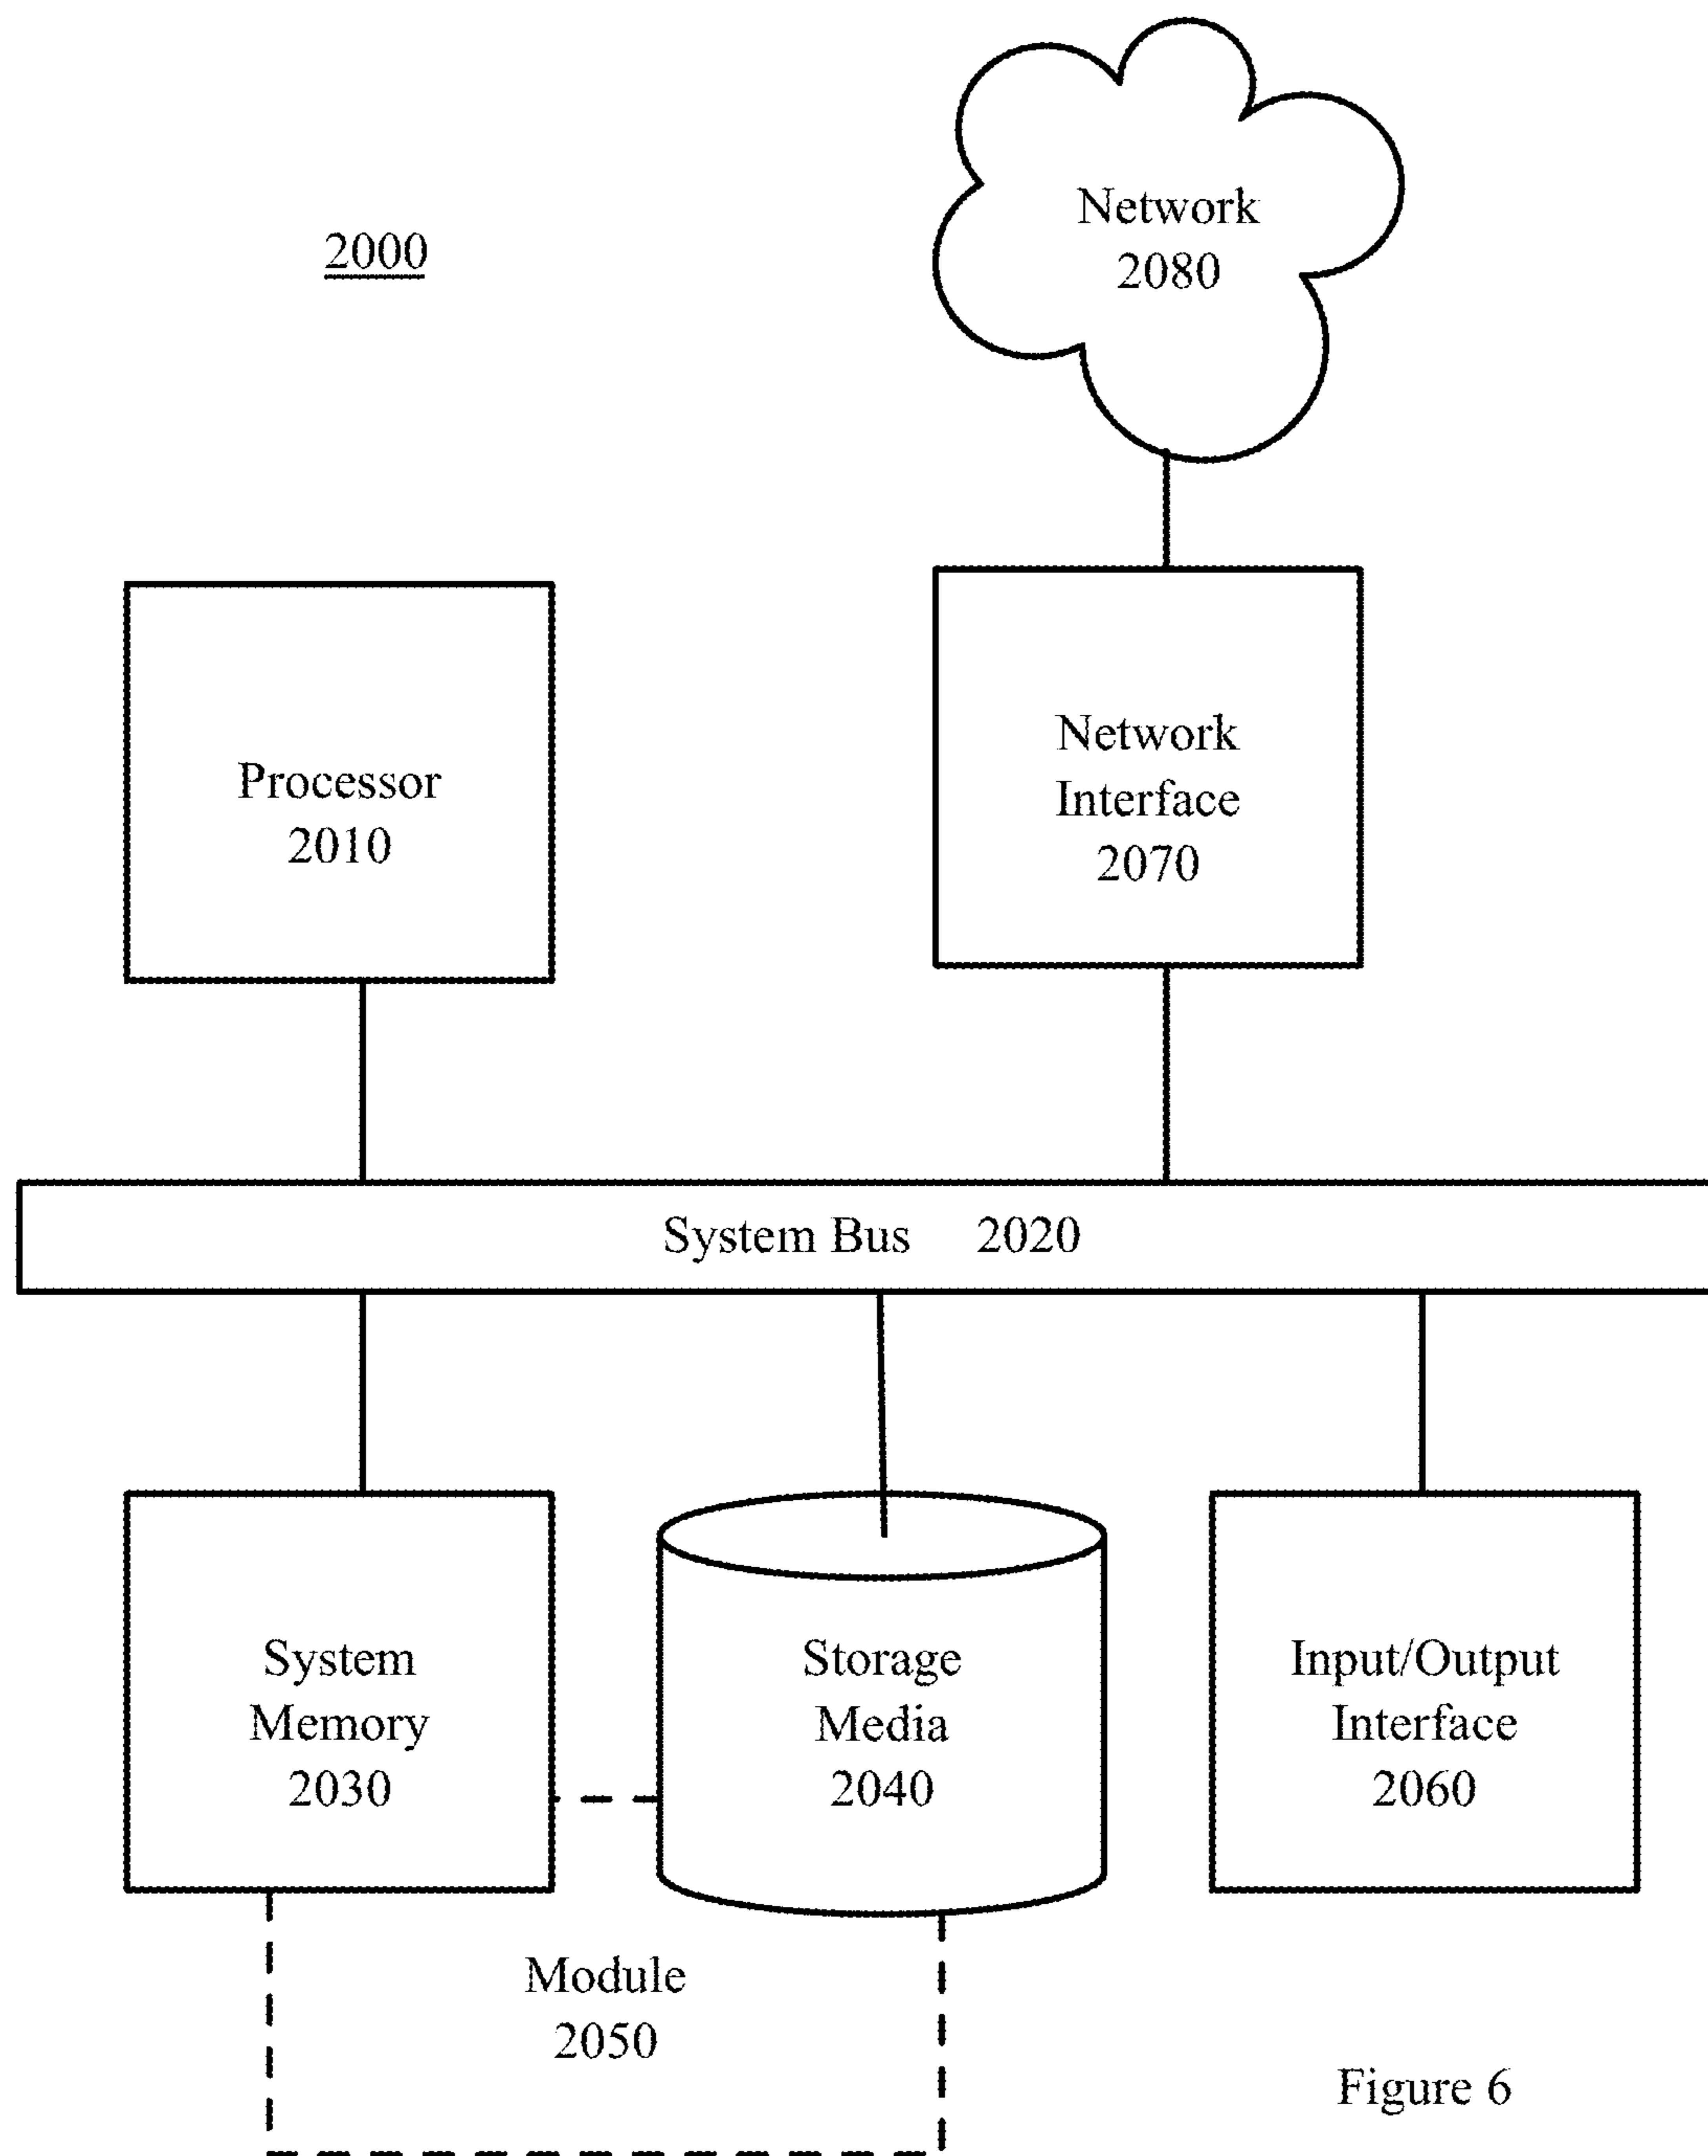 Network
2080
2000
Processor
2010
Network
Interface
2070
System Bus 2020
System
Memory
2030
Storage
Media
2040
Input/Output
Interface
2060
Module
2050
Figure 6